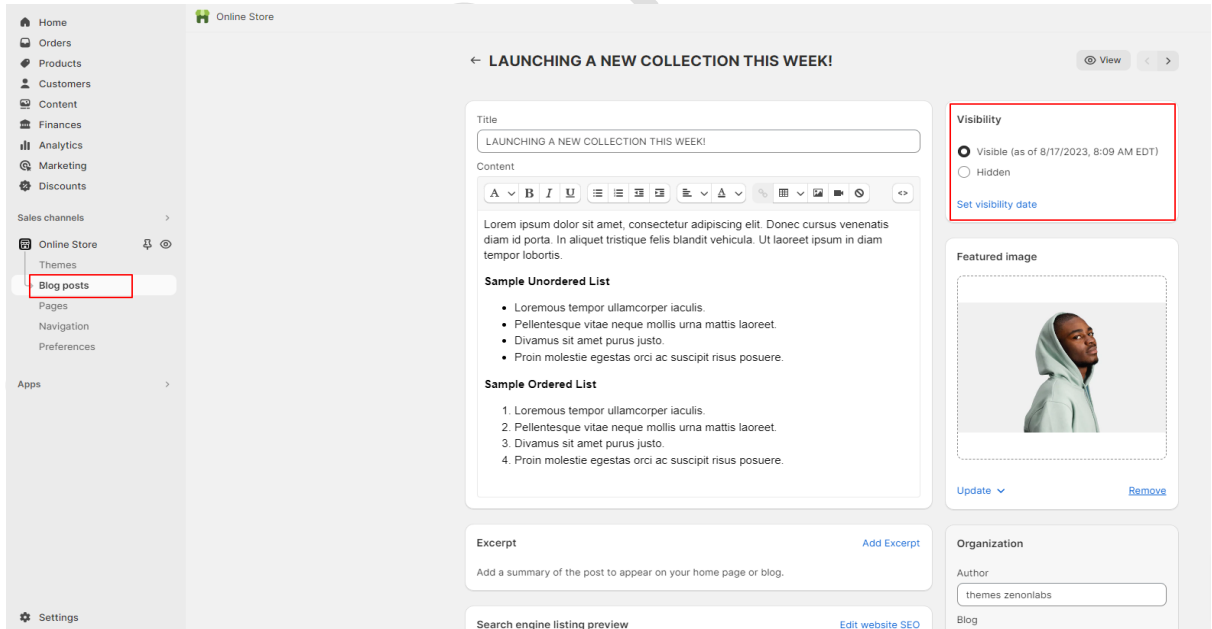 Home
Orders
Products
Customers
Content
Finances
Analytics
Marketing
Discounts
Sales channels
Online Store
Themes
Blog posts
Pages
Navigation
Preferences
Apps
Settings
Online Store
LAUNCHING A NEW COLLECTION THIS WEEK!
View
Title
LAUNCHING A NEW COLLECTION THIS WEEK!
Content
A B I U A <>
Lorem ipsum dolor sit amet, consectetur adipiscing elit. Donec cursus venenatis
diam id porta. In aliquet tristique felis blandit vehicula. Ut laoreet ipsum in diam
tempor lobortis.
Sample Unordered List
• Loremous tempor ullamcorper iaculis.
• Pellentesque vitae neque mollis urna mattis laoreet.
• Divamus sit amet purus justo.
• Proin molestie egestas orci ac suscipit risus posuere.
Sample Ordered List
1. Loremous tempor ullamcorper iaculis.
2. Pellentesque vitae neque mollis urna mattis laoreet.
3. Divamus sit amet purus justo.
4. Proin molestie egestas orci ac suscipit risus posuere.
Excerpt Add Excerpt
Add a summary of the post to appear on your home page or blog.
Search engine listing preview Edit website SEO
Visibility
Visible (as of 8/17/2023, 8:09 AM EDT)
Hidden
Set visibility date
Featured image
Update Remove
Organization
Author
themes zenonlabs
Blog